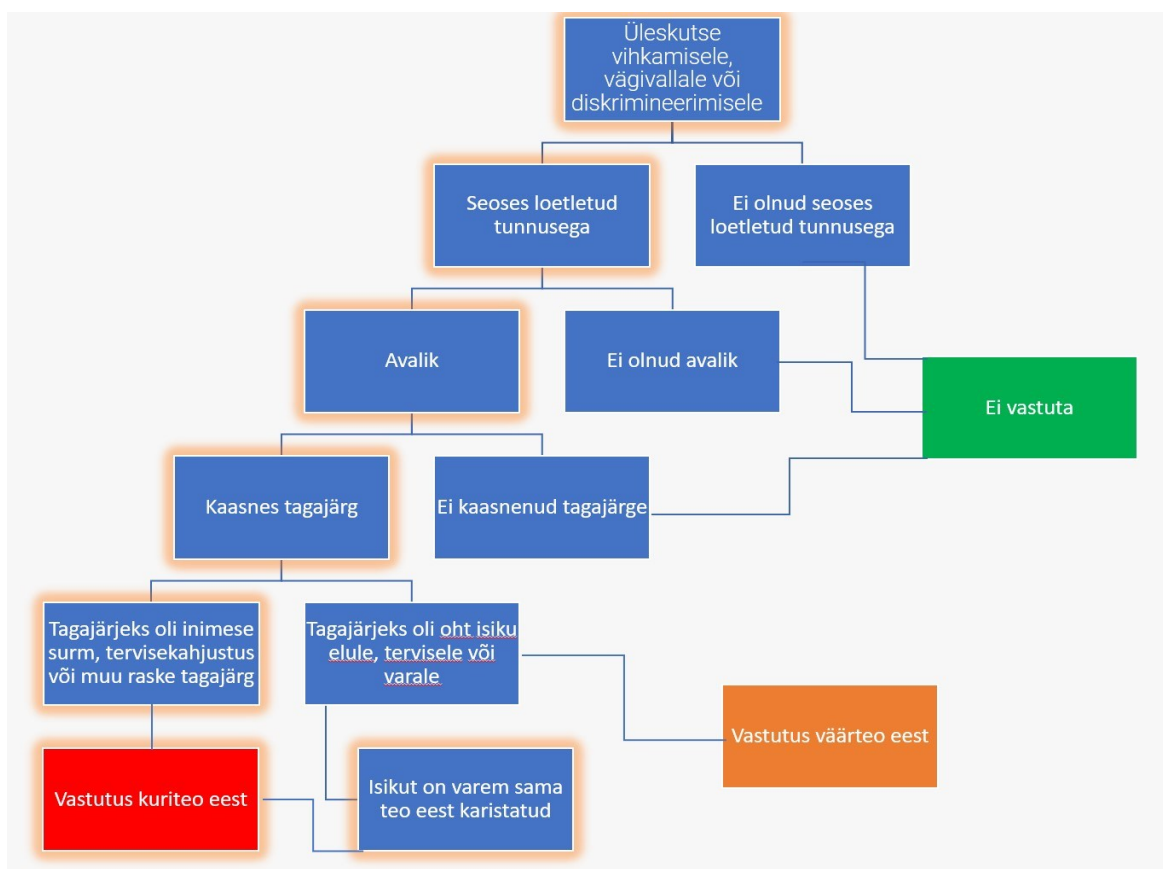 Üleskutse
vihkamisele,
vägivallale või
diskrimineerimisele
Seoses loetletud
tunnusega
Ei olnud seoses
loetletud tunnusega
Avalik
Ei olnud avalik
Ei vastuta
Kaasnes tagajärg
Ei kaasnenud tagajärge
Tagajärjeks oli inimese
surm, tervisekahjustus
või muu raske tagajärg
Tagajärjeks oli oht isiku
elule, tervisele või
varale
Vastutus väärteo eest
Vastutus kuriteo eest
Isikut on varem sama
teo eest karistatud